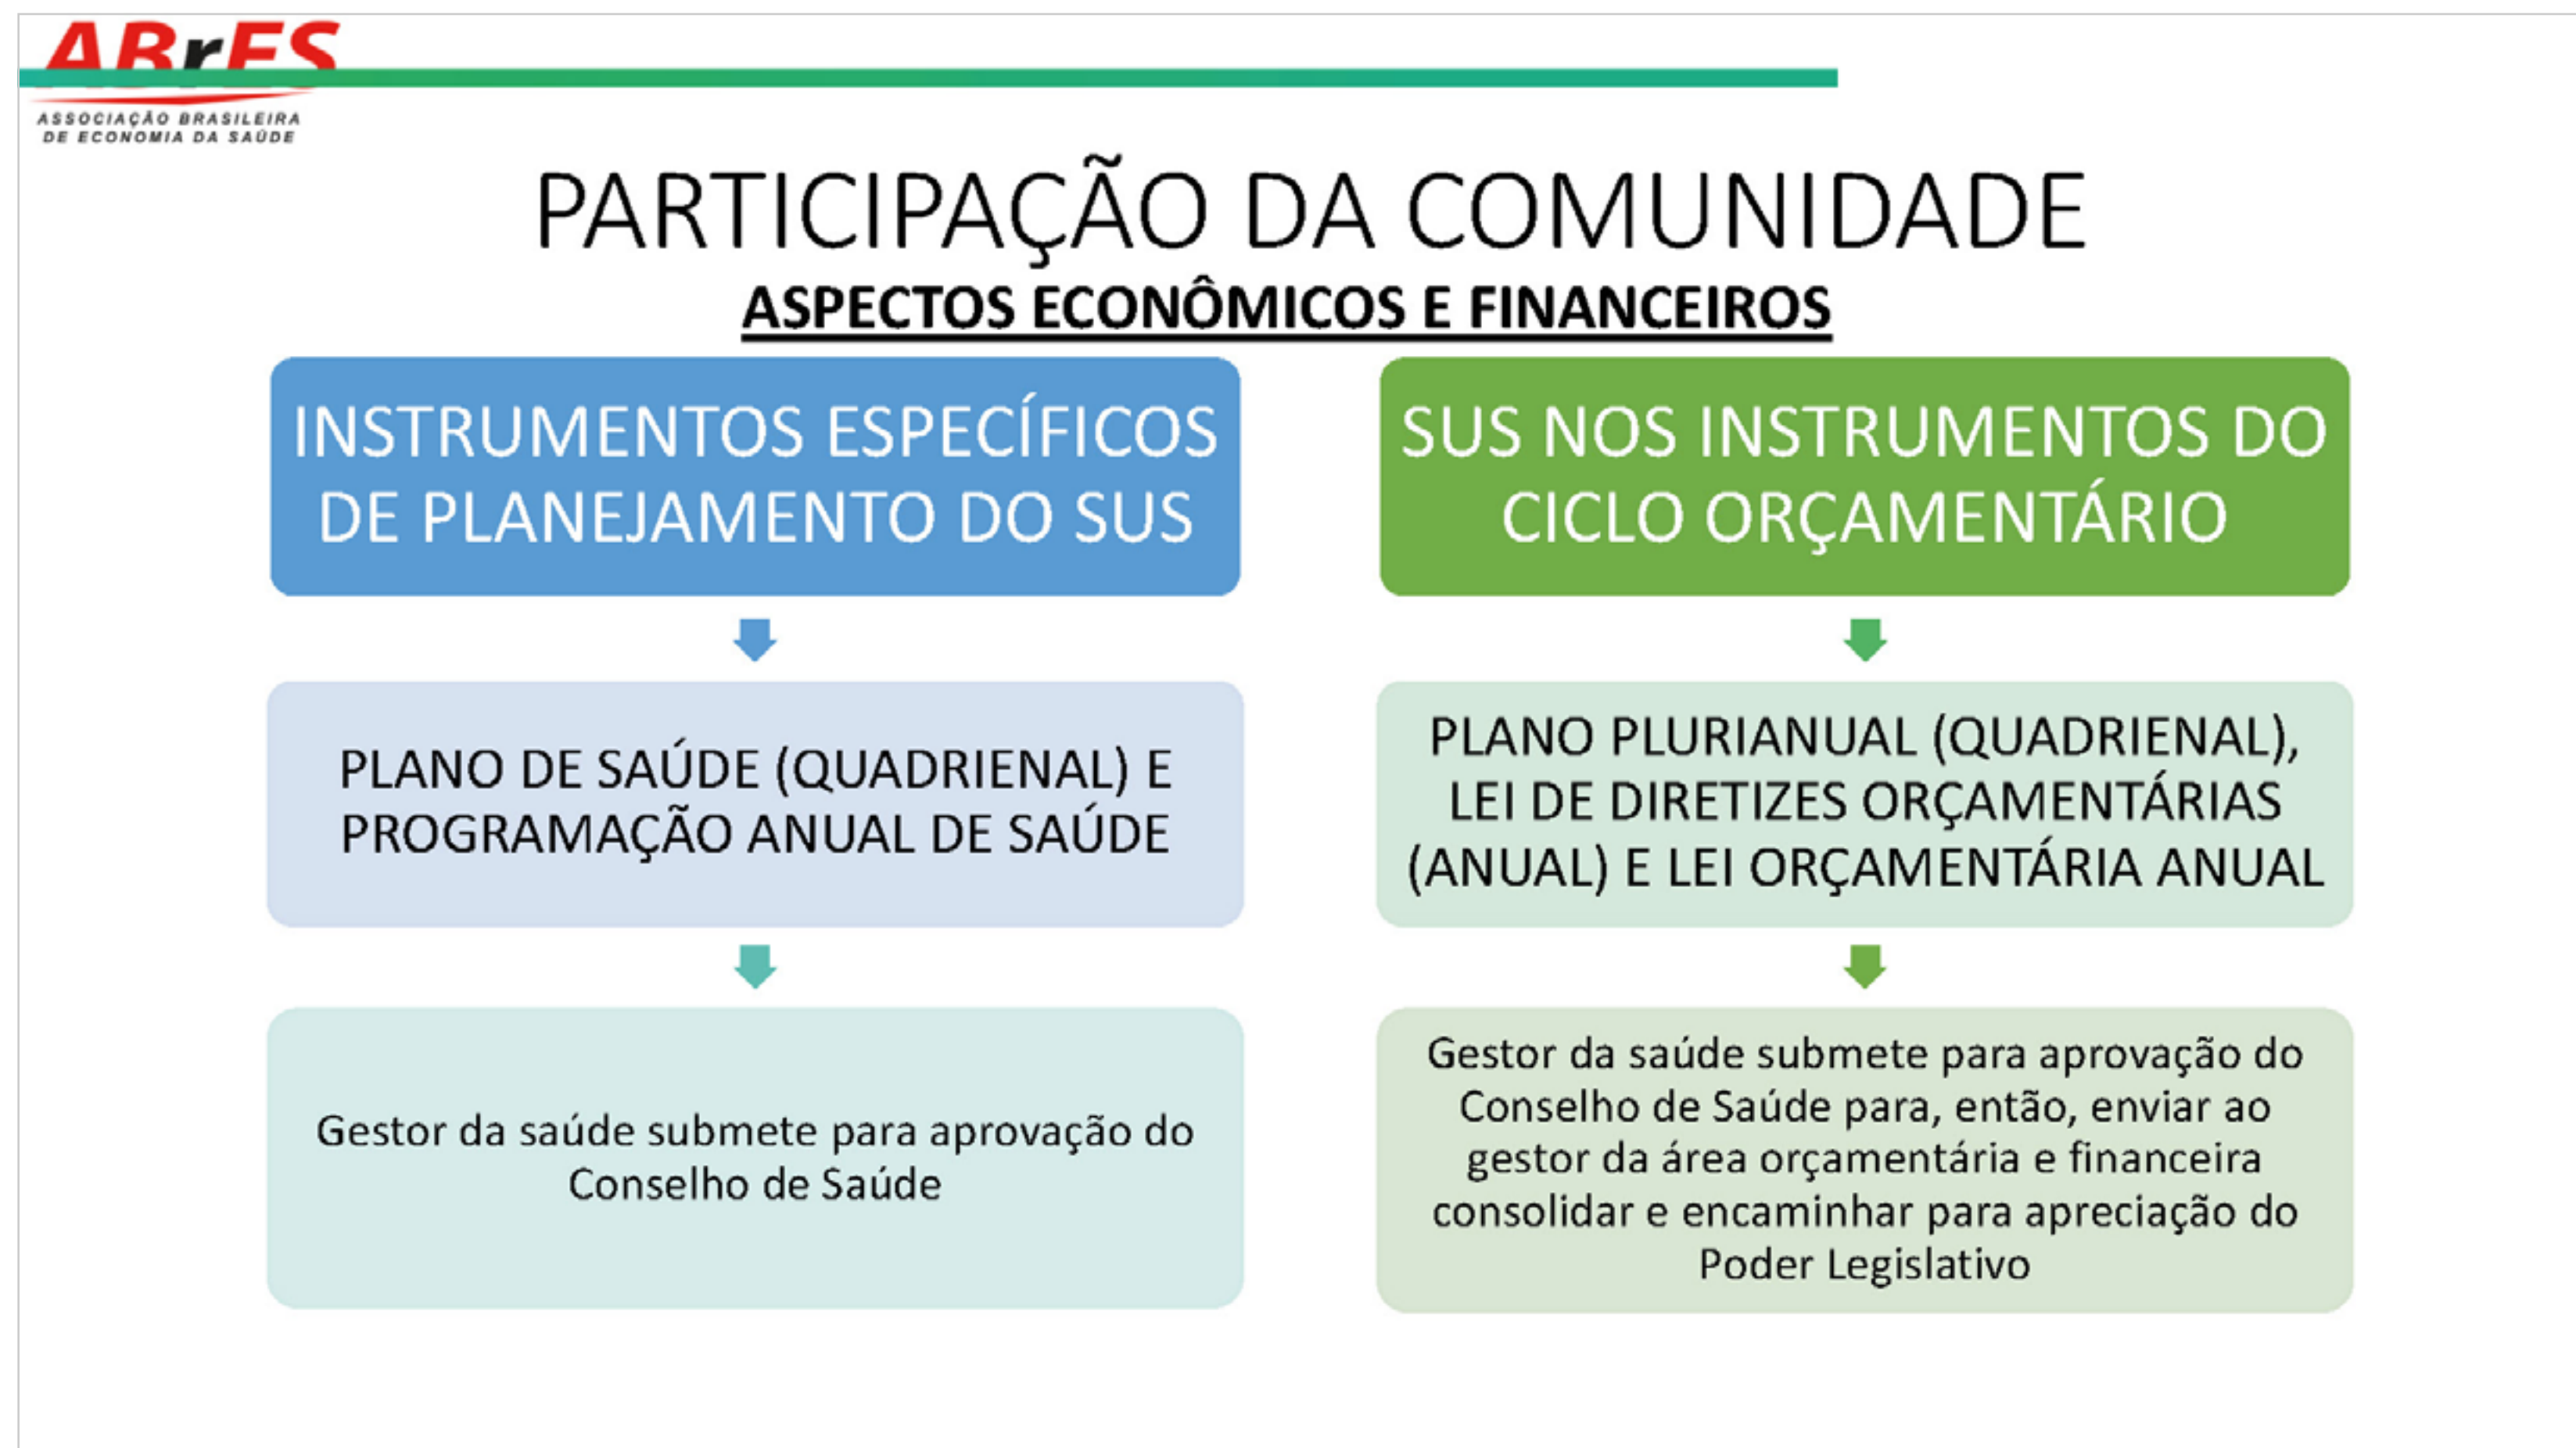 ABrES
ASSOCIAÇÃO BRASILEIRA
DE ECONOMIA DA SAÚDE
PARTICIPAÇÃO DA COMUNIDADE
ASPECTOS ECONÔMICOS E FINANCEIROS
INSTRUMENTOS ESPECÍFICOS
DE PLANEJAMENTO DO SUS
PLANO DE SAÚDE (QUADRIENAL) E
PROGRAMAÇÃO ANUAL DE SAÚDE
Gestor da saúde submete para aprovação do
Conselho de Saúde
SUS NOS INSTRUMENTOS DO
CICLO ORÇAMENTÁRIO
PLANO PLURIANUAL (QUADRIENAL),
LEI DE DIRETIZES ORÇAMENTÁRIAS
(ANUAL) E LEI ORÇAMENTÁRIA ANUAL
Gestor da saúde submete para aprovação do
Conselho de Saúde para, então, enviar ao
gestor da área orçamentária e financeira
consolidar e encaminhar para apreciação do
Poder Legislativo